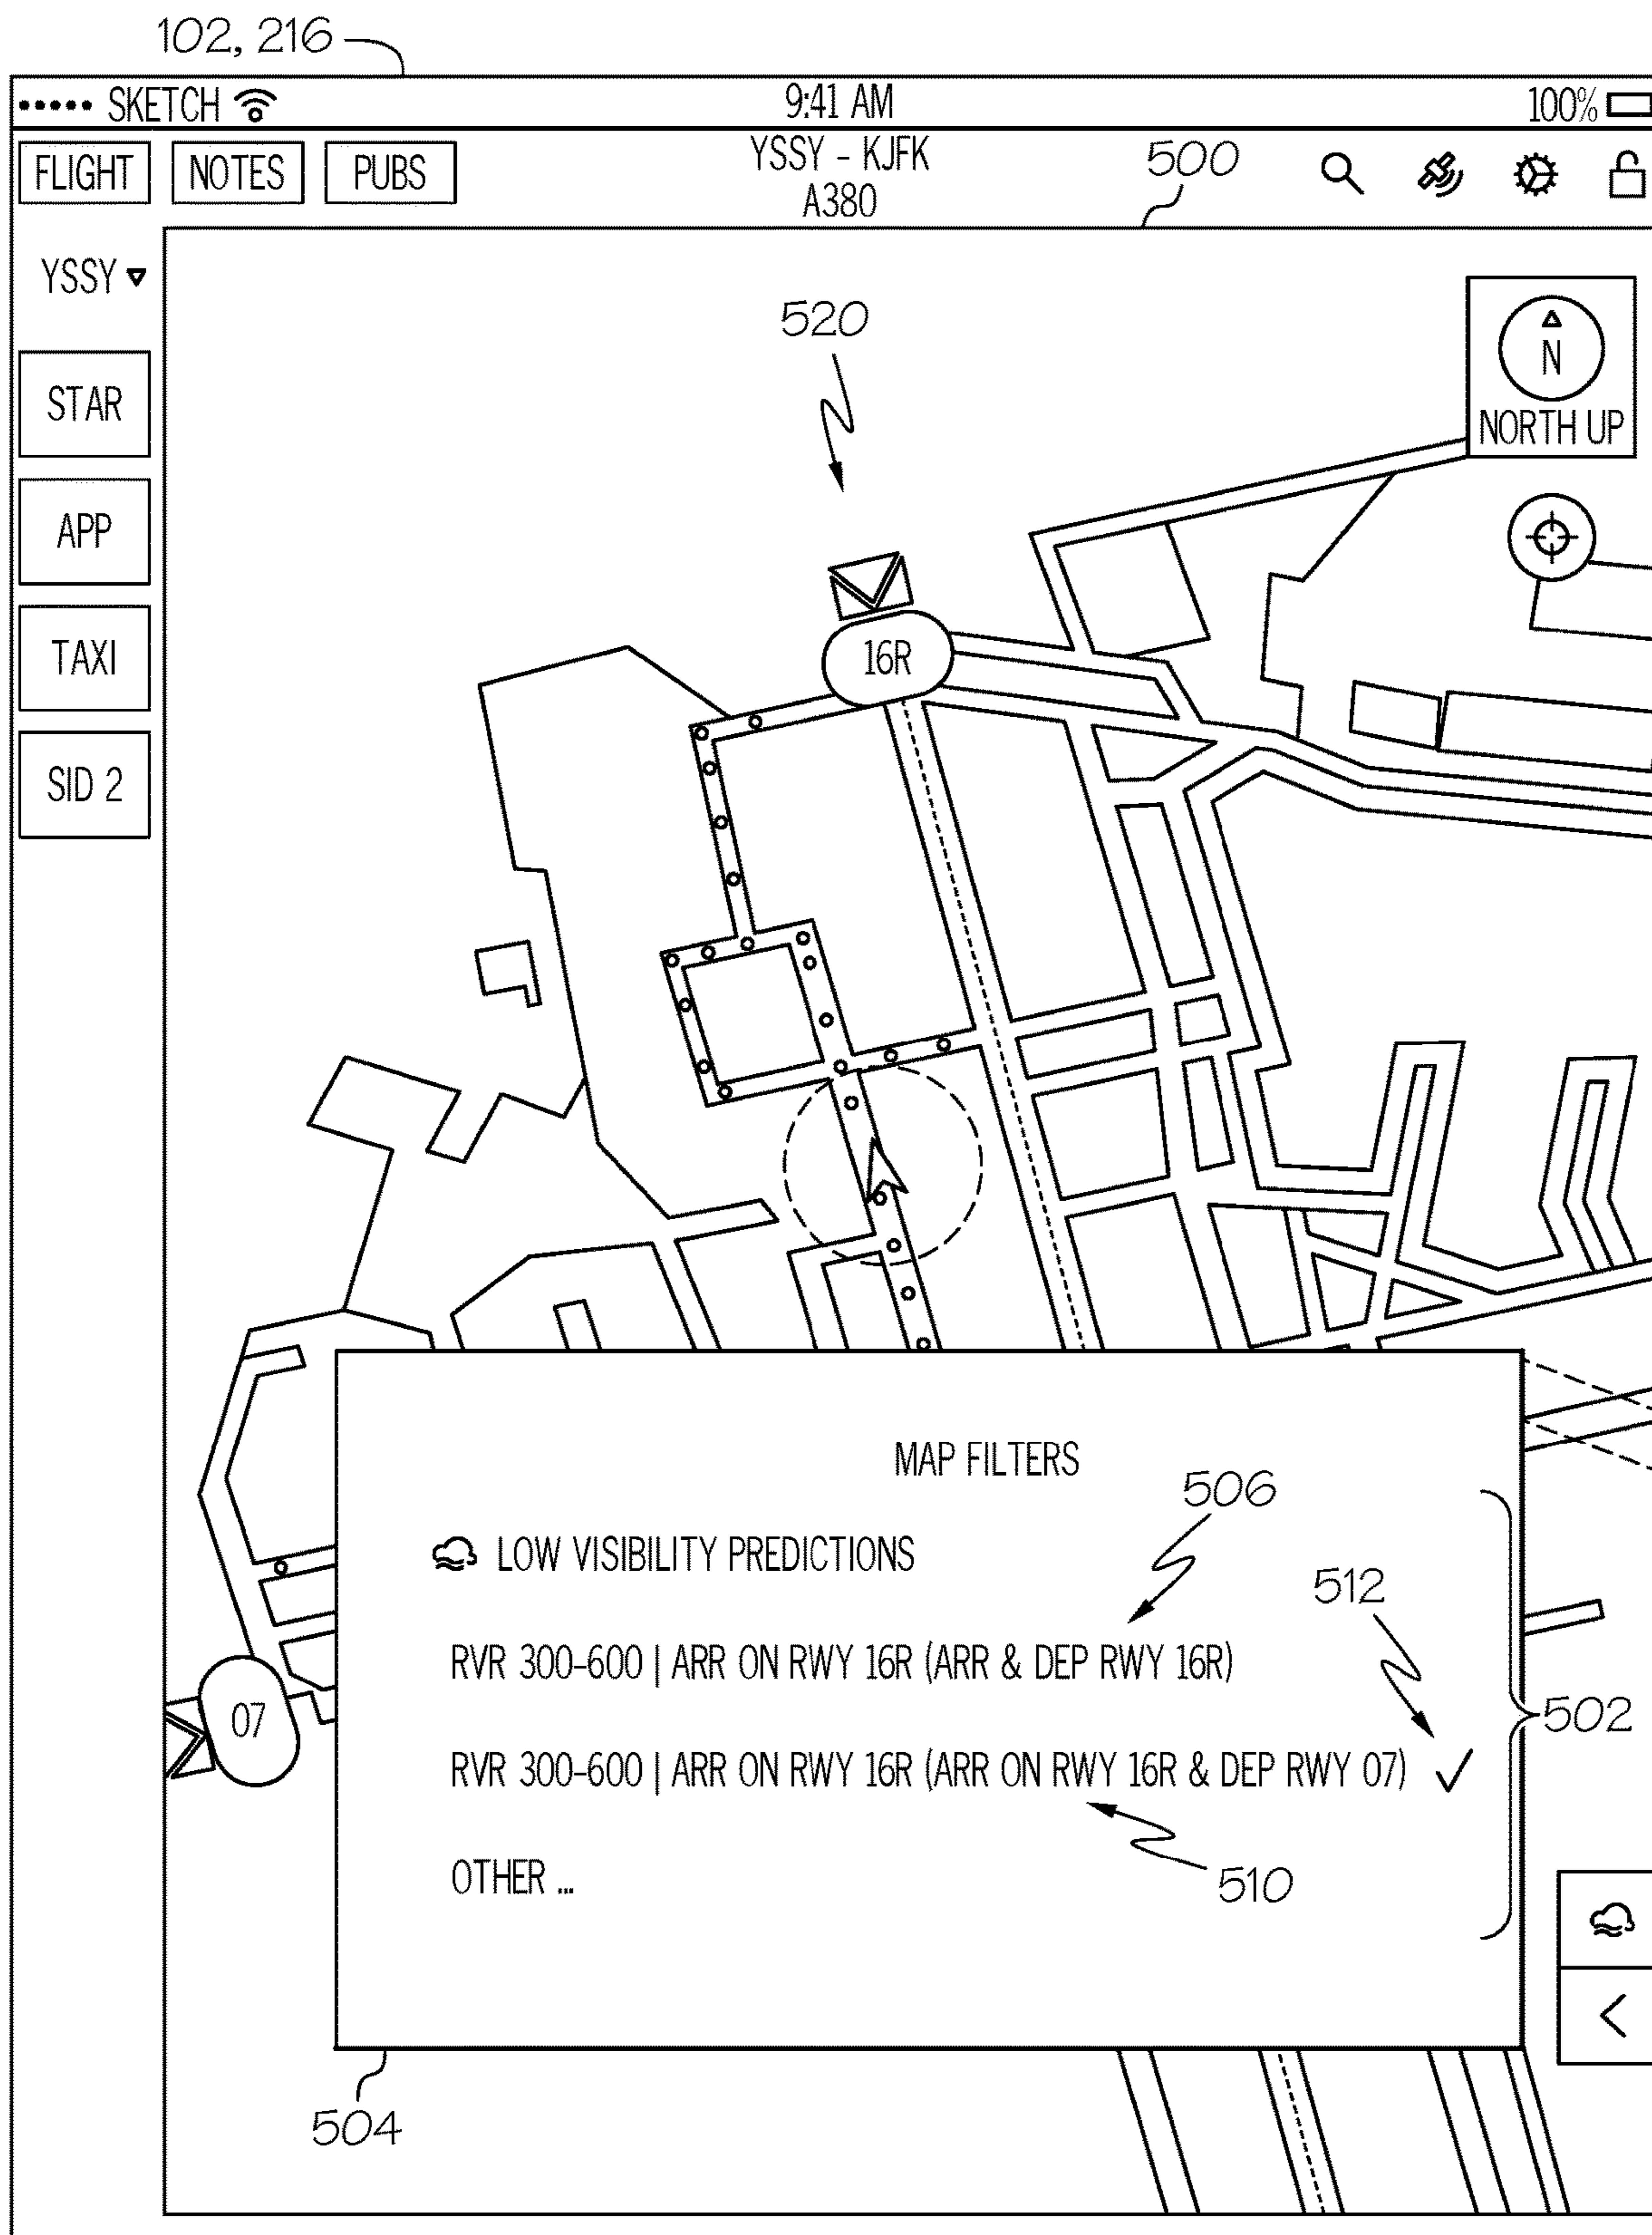 102, 216
SKETCH 9:41 AM 100%
FLIGHT NOTES PUBS YSSY - KJFK 500
A380
YSSY
520
N
NORTH UP
STAR
APP
TAXI
16R
SID 2
MAP FILTERS
506
LOW VISIBILITY PREDICTIONS
512
RVR 300-600 | ARR ON RWY 16R (ARR & DEP RWY 16R)
07
502
RVR 300-600 | ARR ON RWY 16R (ARR ON RWY 16R & DEP RWY 07)
OTHER ...
510
504